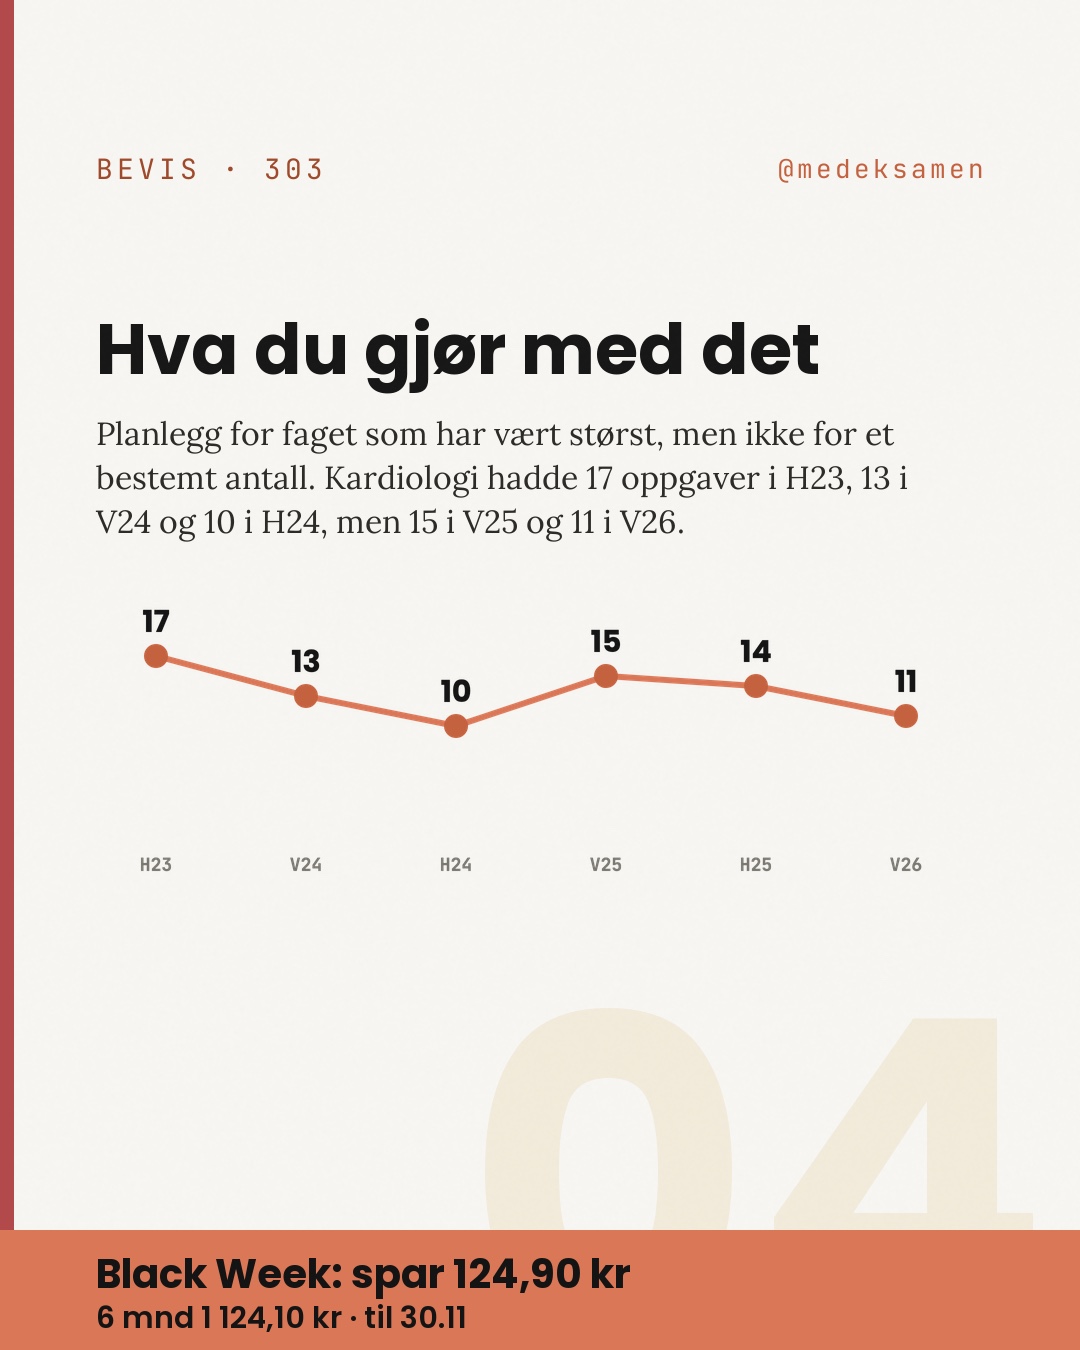 BEVIS · 303
@medeksamen
Hva du gjør med det
Planlegg for faget som har vært størst, men ikke for et
bestemt antall. Kardiologi hadde 17 oppgaver i H23, 13 i
V24 og 10 i H24, men 15 i V25 og 11 i V26.
17
13
10
15
14
11
H23
V24
H24
V25
H25
V26
04
Black Week: spar 124,90 kr
6 mnd 1 124,10 kr · til 30.11